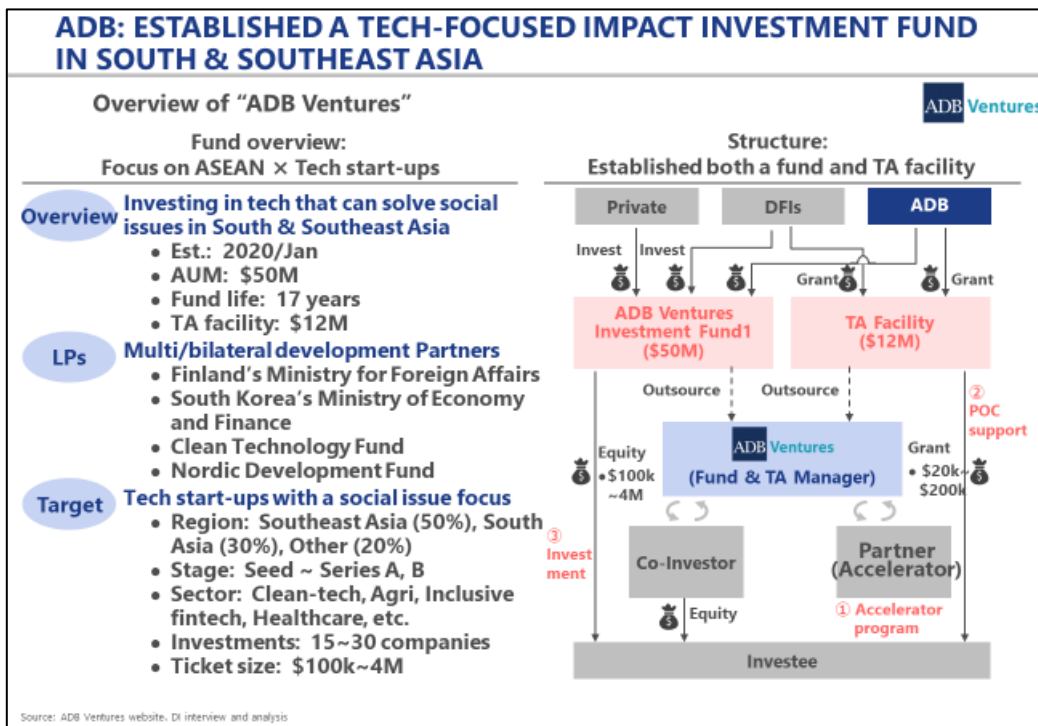 ADB: ESTABLISHED A TECH-FOCUSED IMPACT INVESTMENT FUND
IN SOUTH & SOUTHEAST ASIA
Overview of “ADB Ventures”
ADB Ventures
Fund overview:
Focus on ASEAN × Tech start-ups
Overview
Investing in tech that can solve social
issues in South & Southeast Asia
• Est.: 2020/Jan
• AUM: $50M
• Fund life: 17 years
• TA facility: $12M
LPs
Multi/bilateral development Partners
• Finland’s Ministry for Foreign Affairs
• South Korea’s Ministry of Economy
and Finance
• Clean Technology Fund
• Nordic Development Fund
Target
Tech start-ups with a social issue focus
• Region: Southeast Asia (50%), South
Asia (30%), Other (20%)
• Stage: Seed ~ Series A, B
• Sector: Clean-tech, Agri, Inclusive
fintech, Healthcare, etc.
• Investments: 15~30 companies
• Ticket size: $100k~4M
Structure:
Established both a fund and TA facility
Private
DFIs
ADB
Invest
Invest
Grant
Grant
$
$
$
$
$
ADB Ventures
Investment Fund1
($50M)
TA Facility
($12M)
Outsource
Outsource
②
POC
support
ADB Ventures
(Fund & TA Manager)
Equity
• $100k
~4M
$
Grant
• $20k~
$200k
$
③
Invest
ment
Co-Investor
Partner
(Accelerator)
$
Equity
① Accelerator
program
Investee
Source: ADB Ventures website, DI interview and analysis